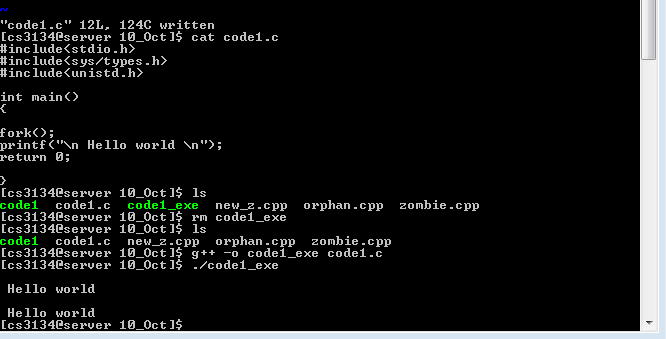 ~
"code1.c" 12L, 124C written
[cs3134@server 10_Oct]$ cat code1.c
#include<stdio.h>
#include<sys/types.h>
#include<unistd.h>
int main()
{
fork();
printf("\n Hello world \n");
return 0;
}
[cs3134@server 10_Oct]$ ls
code1  code1.c  code1_exe  new_z.cpp  orphan.cpp  zombie.cpp
[cs3134@server 10_Oct]$ rm code1_exe
[cs3134@server 10_Oct]$ ls
code1  code1.c  new_z.cpp  orphan.cpp  zombie.cpp
[cs3134@server 10_Oct]$ g++ -o code1_exe code1.c
[cs3134@server 10_Oct]$ ./code1_exe
Hello world
Hello world
[cs3134@server 10_Oct]$